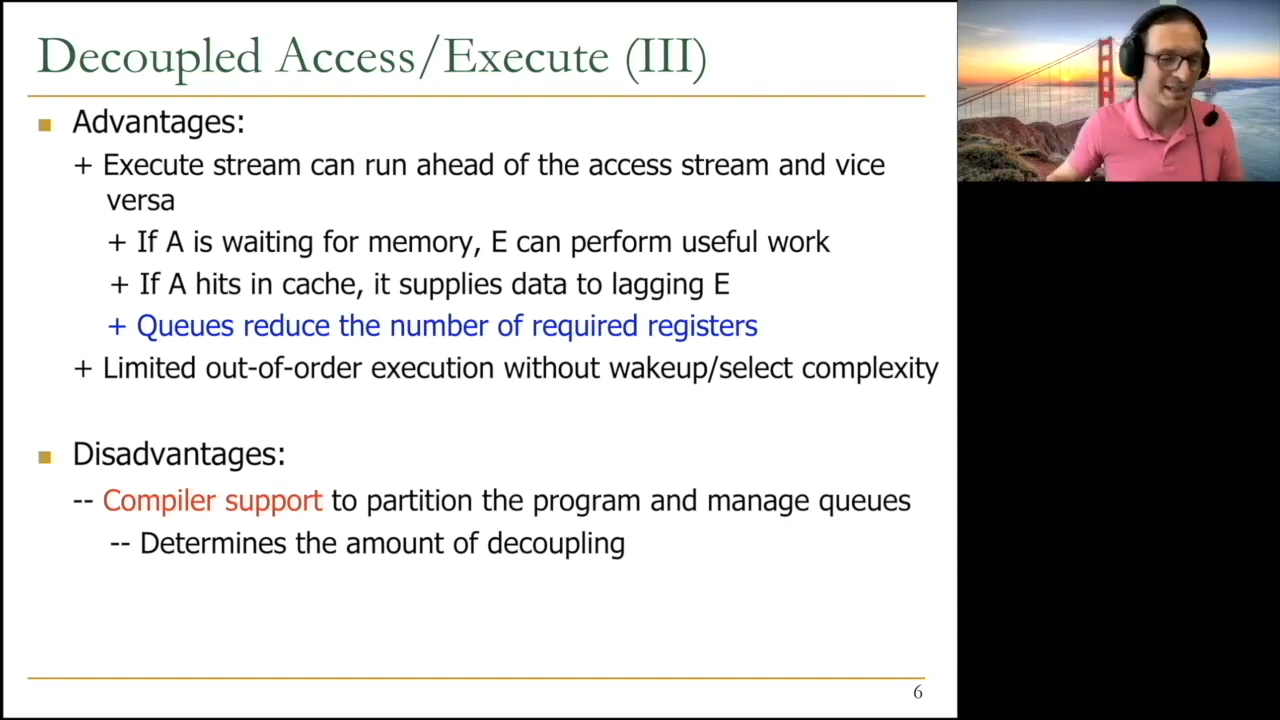 Decoupled Access/Execute (III)
Advantages:
+ Execute stream can run ahead of the access stream and vice
versa
+ If A is waiting for memory, E can perform useful work
+ If A hits in cache, it supplies data to lagging E
+ Queues reduce the number of required registers
+ Limited out-of-order execution without wakeup/select complexity
Disadvantages:
-- Compiler support to partition the program and manage queues
-- Determines the amount of decoupling
6